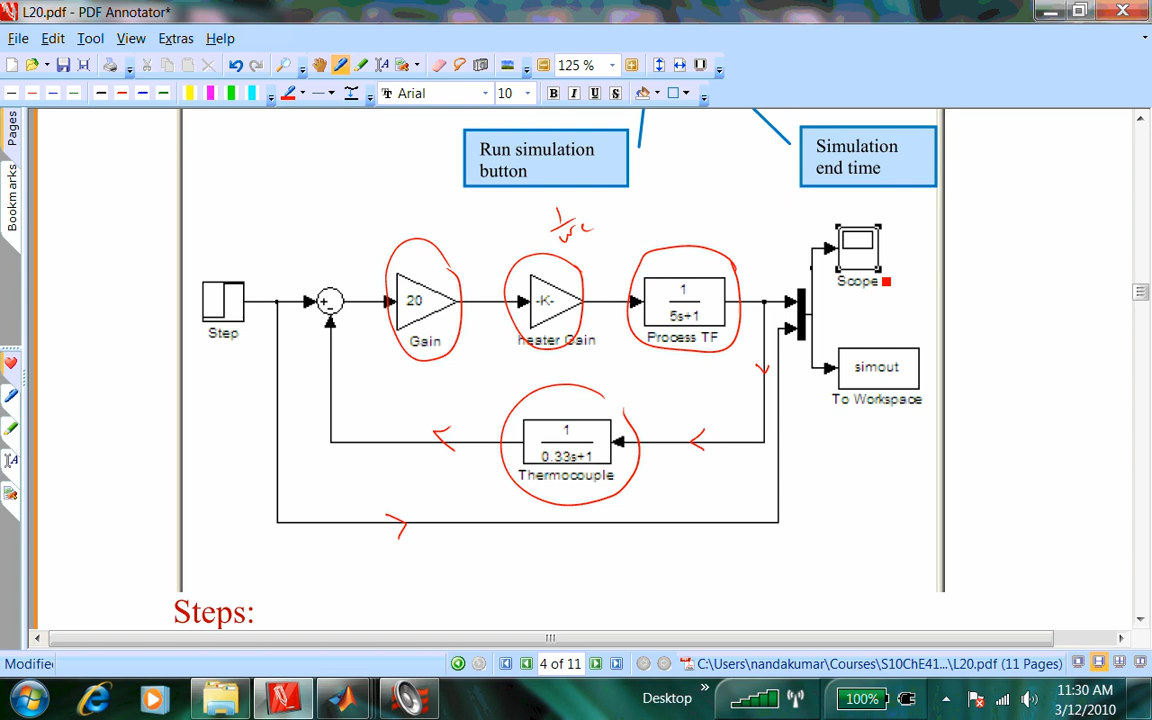 L20.pdf - PDF Annotator*
File Edit Tool View Extras Help
125 %
Arial 10 B I U S
Pages
Bookmarks
Run simulation
button
Simulation
end time
Step
+
-
20
Gain
-K-
heater Gain
1
5s+1
Process TF
Scope
simout
To Workspace
1
0.33s+1
Thermocouple
Steps:
Modified
4 of 11
C:\Users\nandakumar\Courses\S10ChE41...\L20.pdf (11 Pages)
Desktop
100%
11:30 AM
3/12/2010